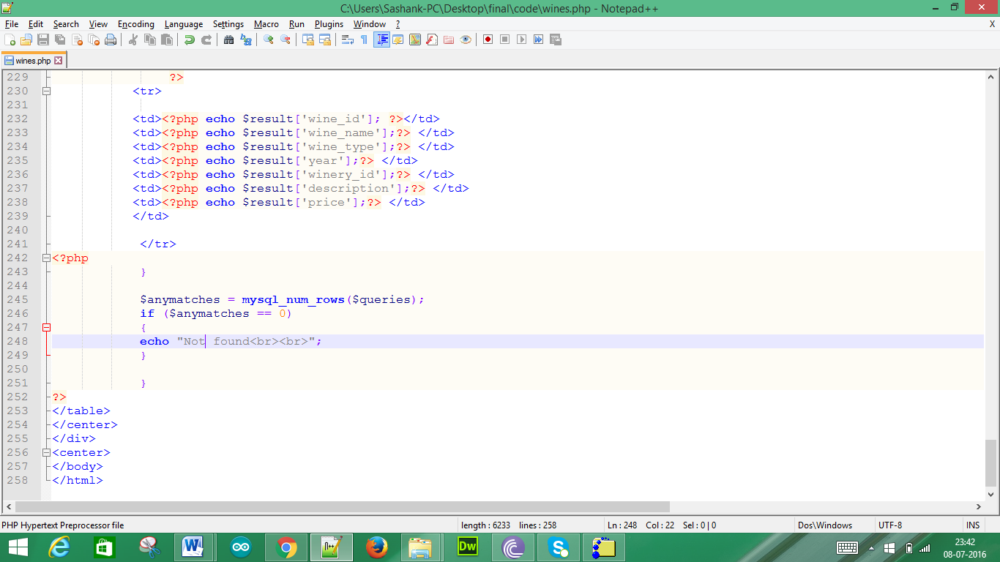 C:\Users\Sashank-PC\Desktop\final\code\wines.php - Notepad++
File Edit Search View Encoding Language Settings Macro Run Plugins Window ? X
wines.php
229 ?>
230 <tr>
231
232 <td><?php echo $result['wine_id']; ?></td>
233 <td><?php echo $result['wine_name'];?> </td>
234 <td><?php echo $result['wine_type'];?> </td>
235 <td><?php echo $result['year'];?> </td>
236 <td><?php echo $result['winery_id'];?> </td>
237 <td><?php echo $result['description'];?> </td>
238 <td><?php echo $result['price'];?> </td>
239 </td>
240
241 </tr>
242 <?php
243 }
244
245 $anymatches = mysql_num_rows($queries);
246 if ($anymatches == 0)
247 {
248 echo "Not found<br><br>";
249 }
250
251 }
252 ?>
253 </table>
254 </center>
255 </div>
256 <center>
257 </body>
258 </html>
PHP Hypertext Preprocessor file length : 6233 lines : 258 Ln : 248 Col : 22 Sel : 0 | 0 Dos\Windows UTF-8 INS
W Dw S
23:42
08-07-2016